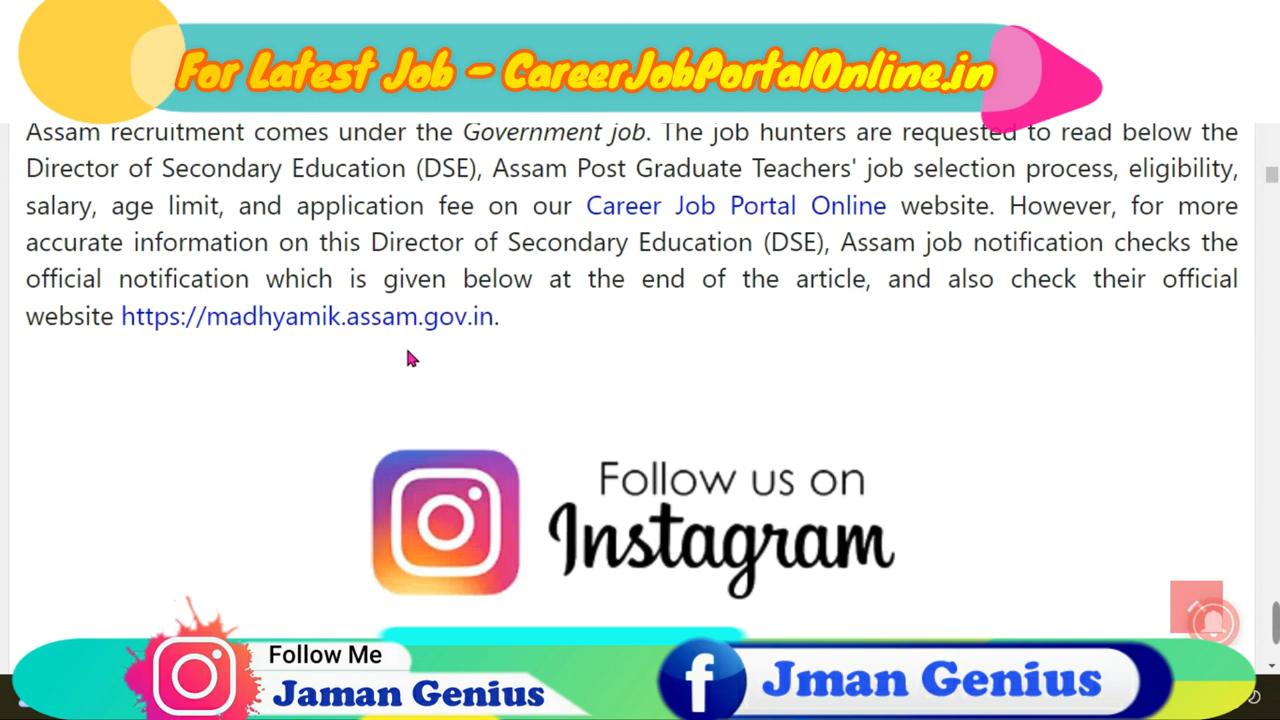 For Latest Job - CareerJobPortalOnline.in
Assam recruitment comes under the Government job. The job hunters are requested to read below the
Director of Secondary Education (DSE), Assam Post Graduate Teachers' job selection process, eligibility,
salary, age limit, and application fee on our Career Job Portal Online website. However, for more
accurate information on this Director of Secondary Education (DSE), Assam job notification checks the
official notification which is given below at the end of the article, and also check their official
website https://madhyamik.assam.gov.in.
Follow us on
Instagram
Follow Me
Jaman Genius
f Jman Genius